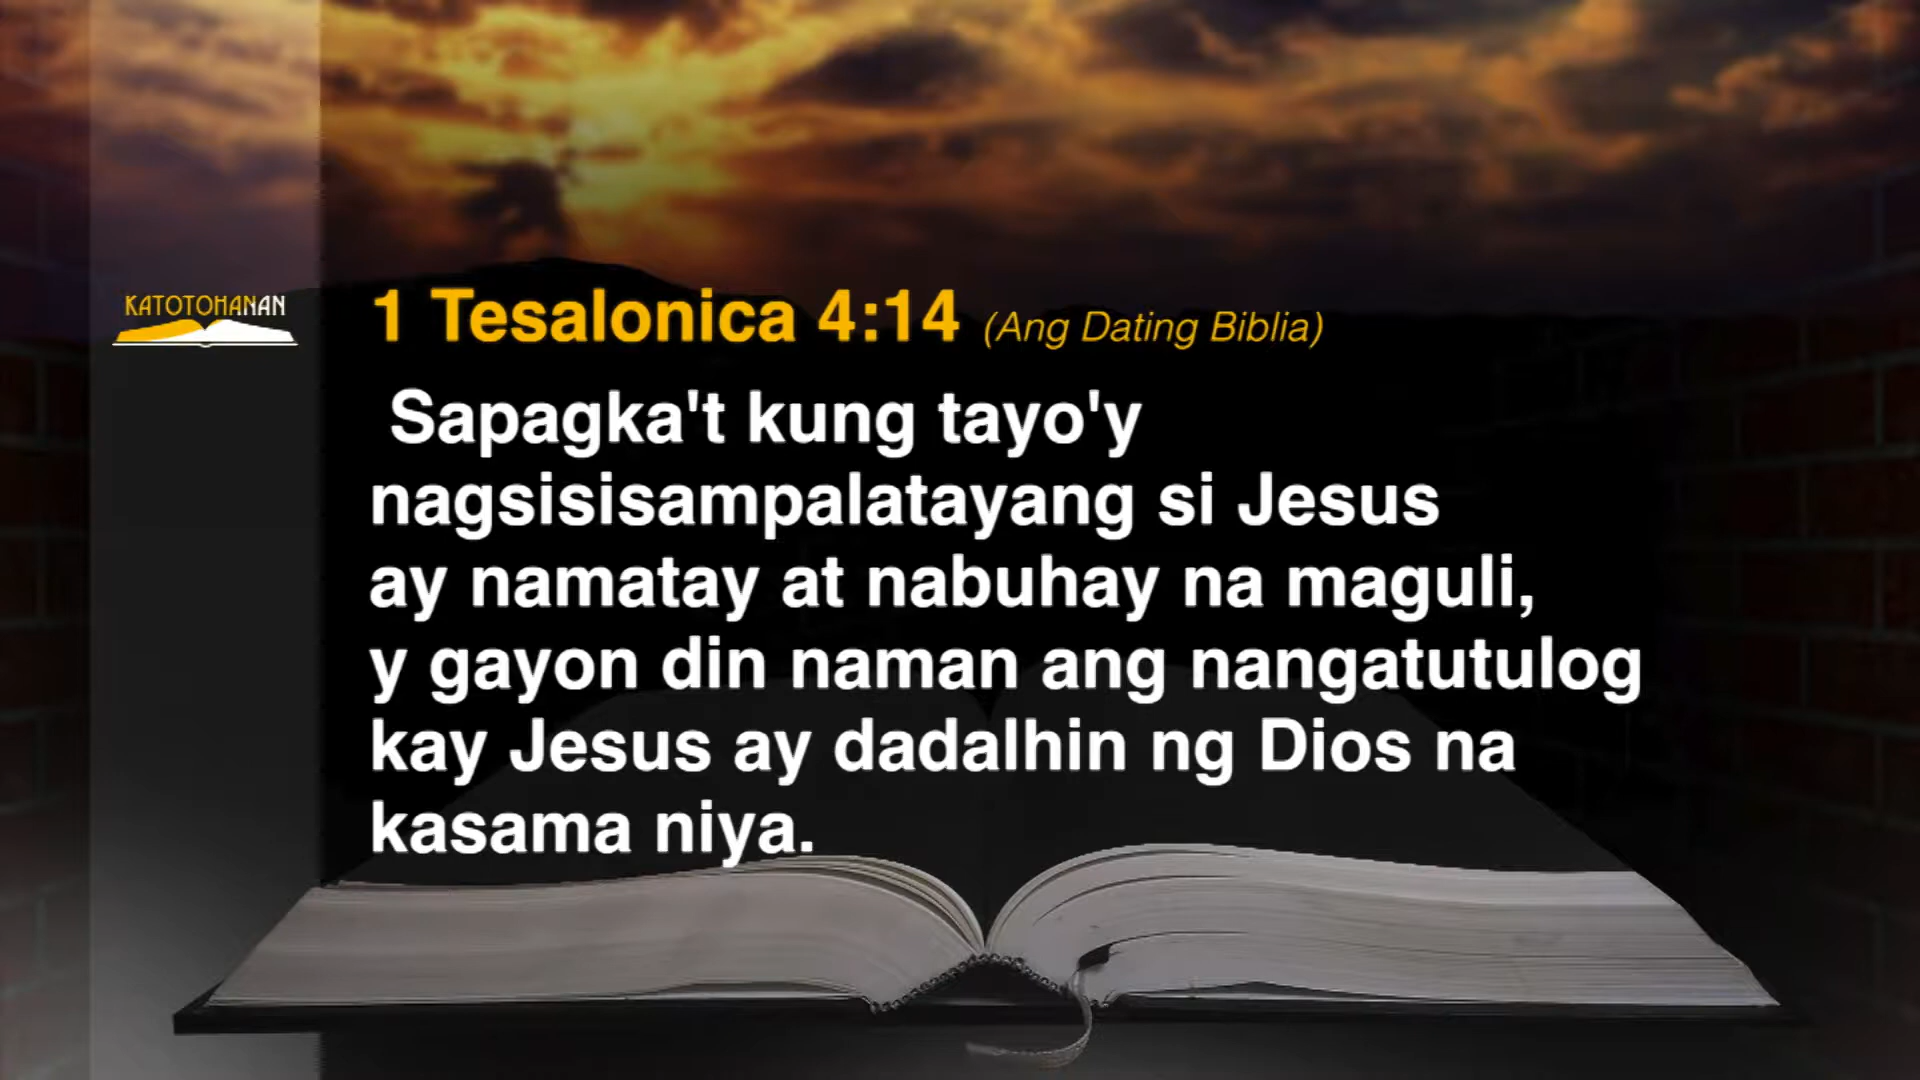 KATOTOHANAN
1 Tesalonica 4:14 (Ang Dating Biblia)
Sapagka't kung tayo'y
nagsisisampalatayang si Jesus
ay namatay at nabuhay na maguli,
y gayon din naman ang nangatutulog
kay Jesus ay dadalhin ng Dios na
kasama niya.